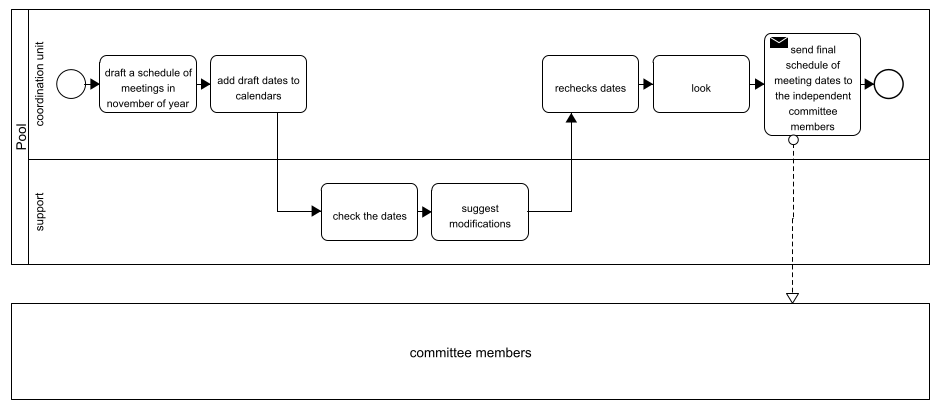 Pool
coordination unit
draft a schedule of
meetings in
november of year
add draft dates to
calendars
rechecks dates
look
send final
schedule of
meeting dates to
the independent
committee
members
support
check the dates
suggest
modifications
committee members